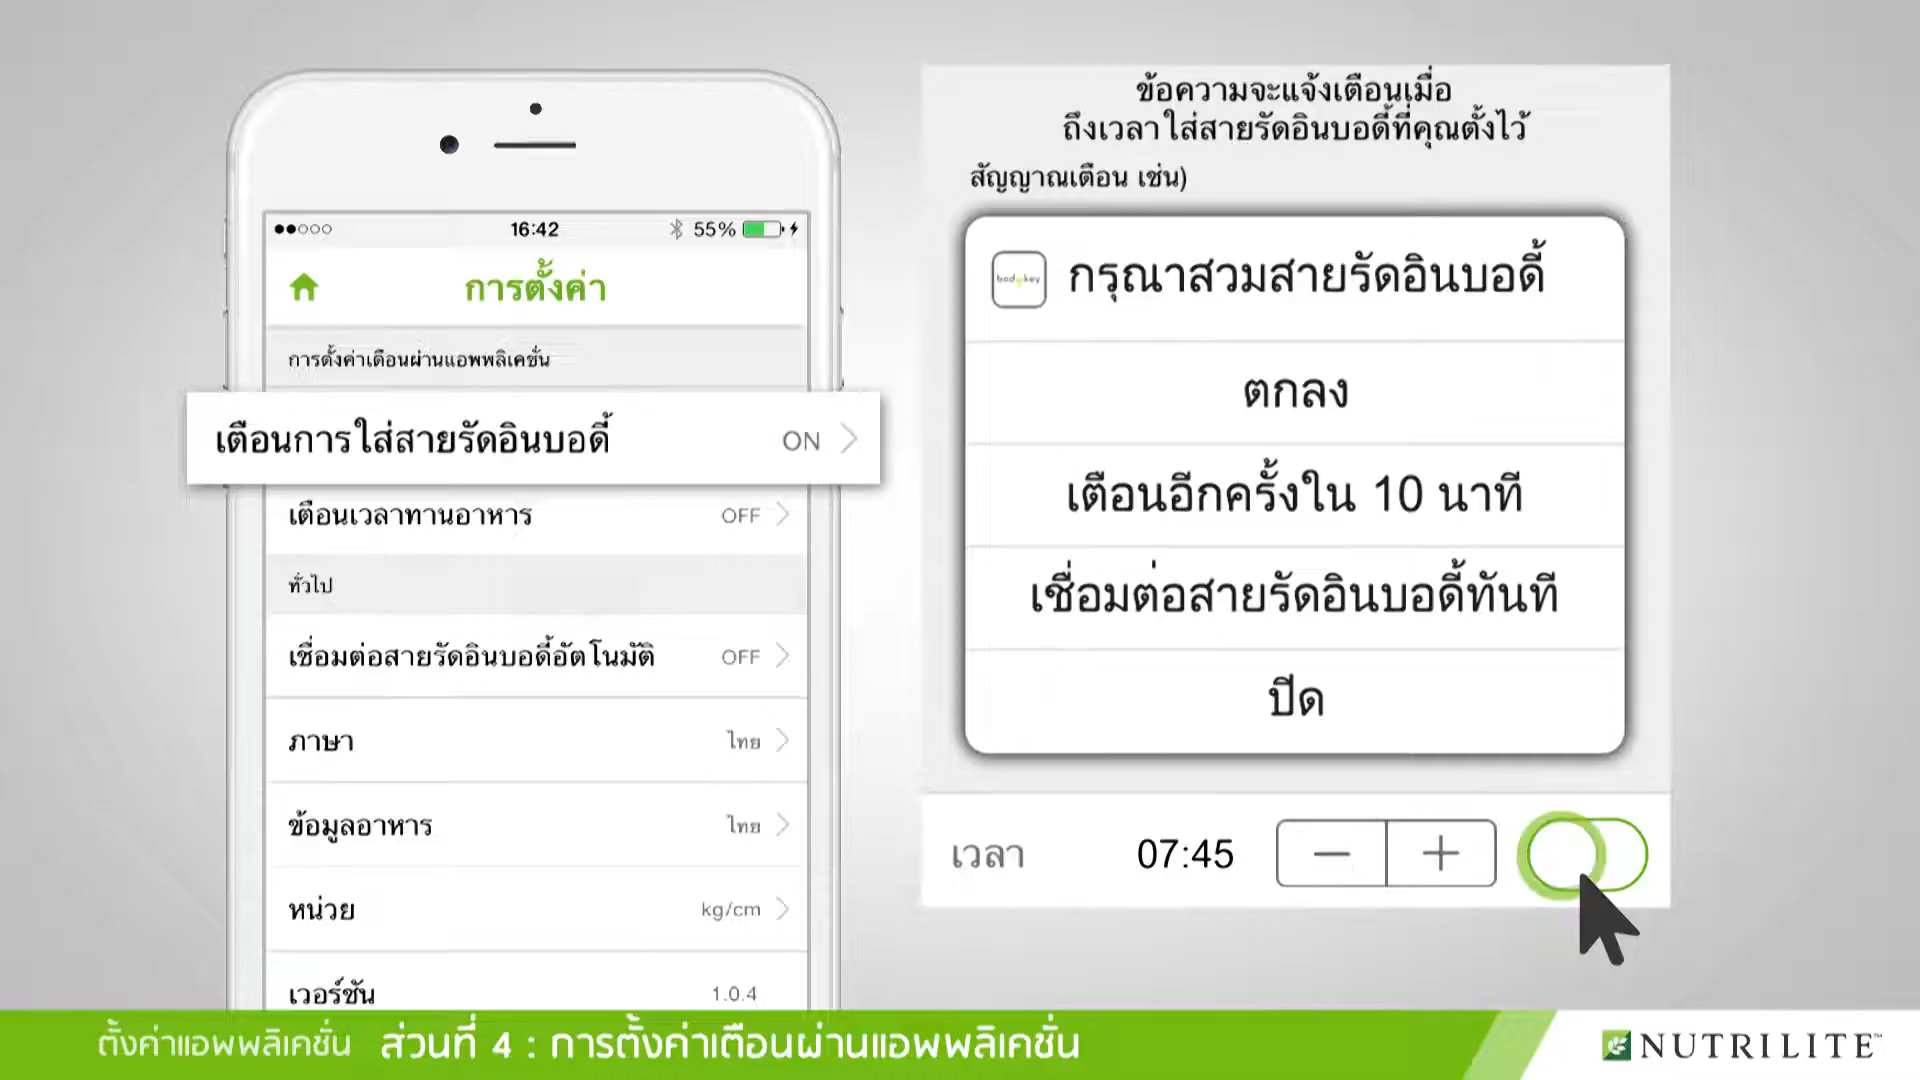 16:42
55%
การตั้งค่า
การตั้งค่าเตือนผ่านแอพพลิเคชั่น
เตือนการใส่สายรัดอินบอดี้ ON
เตือนเวลาทานอาหาร OFF
ทั่วไป
เชื่อมต่อสายรัดอินบอดี้อัตโนมัติ OFF
ภาษา ไทย
ข้อมูลอาหาร ไทย
หน่วย kg/cm
เวอร์ชัน 1.0.4
ข้อความจะแจ้งเตือนเมื่อ
ถึงเวลาใส่สายรัดอินบอดี้ที่คุณตั้งไว้
สัญญาณเตือน เช่น)
bodykey
กรุณาสวมสายรัดอินบอดี้
ตกลง
เตือนอีกครั้งใน 10 นาที
เชื่อมต่อสายรัดอินบอดี้ทันที
ปิด
เวลา 07:45 − +
ตั้งค่าแอพพลิเคชั่น ส่วนที่ 4 : การตั้งค่าเตือนผ่านแอพพลิเคชั่น
NUTRILITE™